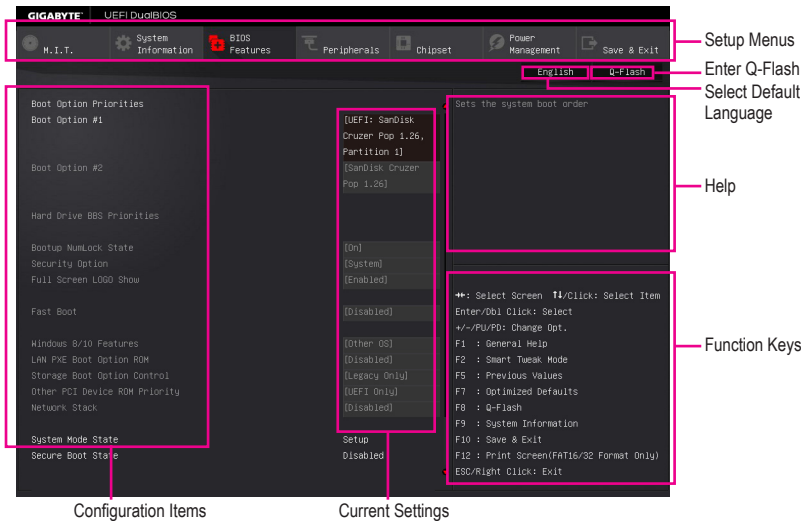 GIGABYTE™ UEFI DualBIOS
M.I.T. System Information BIOS Features Peripherals Chipset Power Management Save & Exit
Setup Menus
English Q-Flash
Enter Q-Flash
Select Default Language
Boot Option Priorities
Boot Option #1 [UEFI: SanDisk
Cruzer Pop 1.26,
Partition 1]
Boot Option #2 [SanDisk Cruzer
Pop 1.26]
Hard Drive BBS Priorities
Bootup NumLock State [On]
Security Option [System]
Full Screen LOGO Show [Enabled]
Fast Boot [Disabled]
Windows 8/10 Features [Other OS]
LAN PXE Boot Option ROM [Disabled]
Storage Boot Option Control [Legacy Only]
Other PCI Device ROM Priority [UEFI Only]
Network Stack [Disabled]
System Mode State Setup
Secure Boot State Disabled
Sets the system boot order
Help
→←: Select Screen ↑↓/Click: Select Item
Enter/Dbl Click: Select
+/-/PU/PD: Change Opt.
F1 : General Help
F2 : Smart Tweak Mode
F5 : Previous Values
F7 : Optimized Defaults
F8 : Q-Flash
F9 : System Information
F10 : Save & Exit
F12 : Print Screen(FAT16/32 Format Only)
ESC/Right Click: Exit
Function Keys
Configuration Items
Current Settings